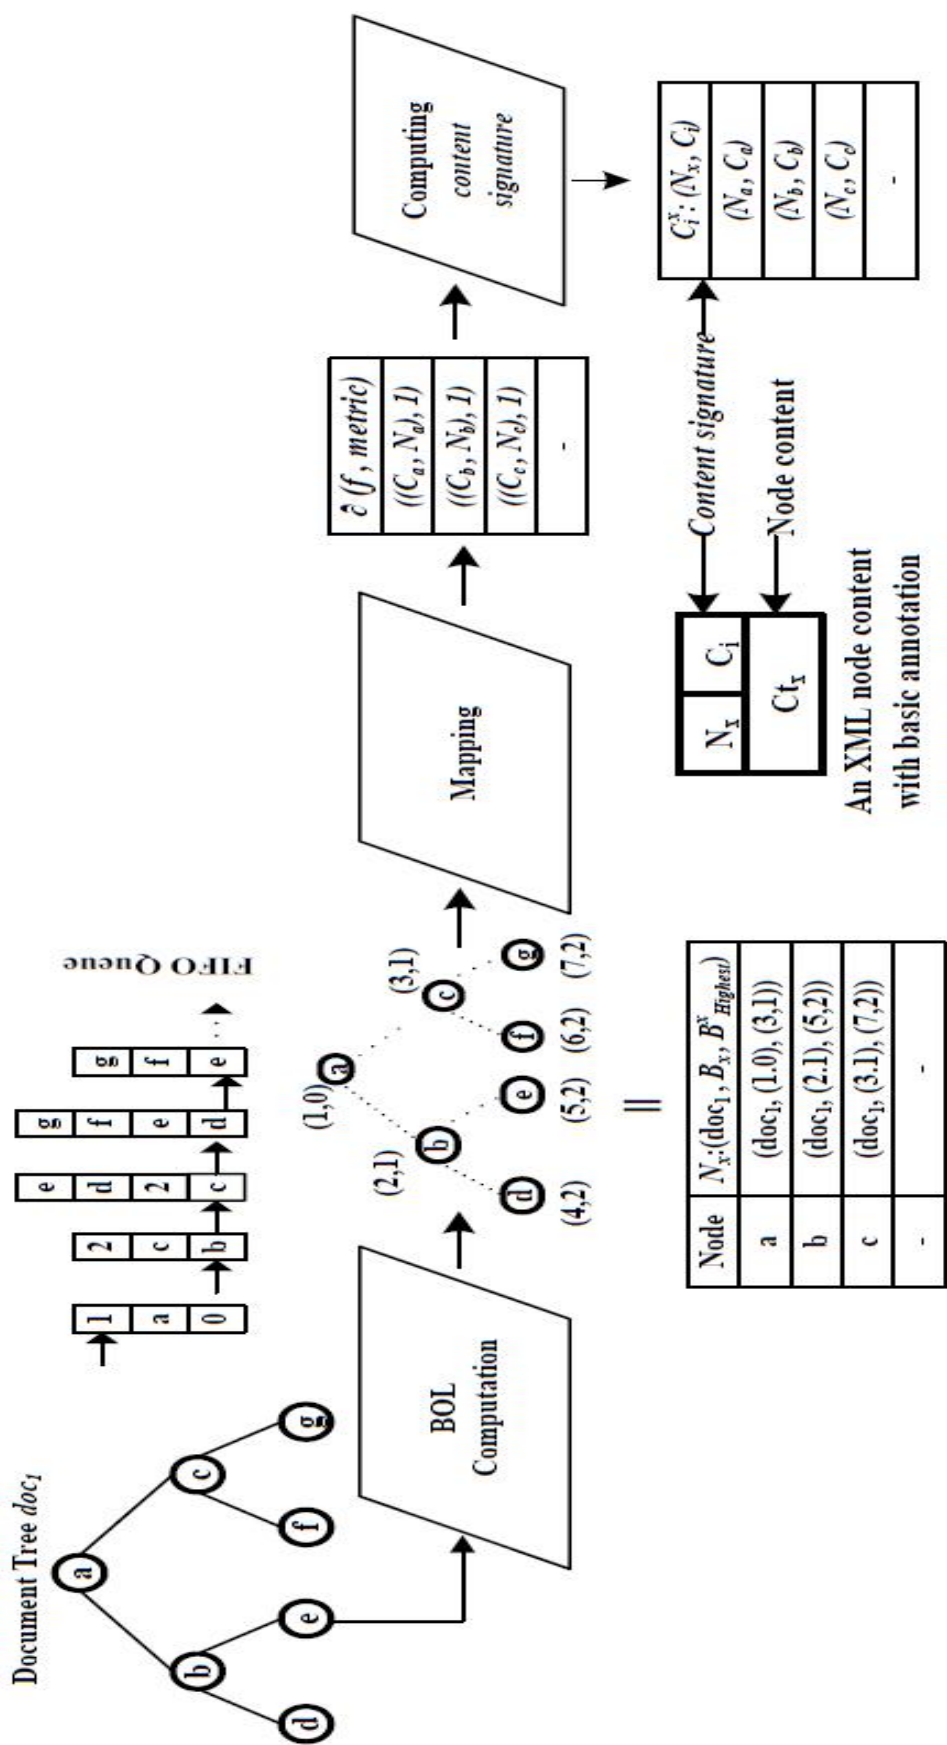 Document Tree doc1
a
b
c
d
e
f
g
1
a
0
2
c
b
e
d
2
c
g
f
e
d
g
f
e
FIFO Queue
BOL
Computation
(1,0)
a
(2,1)
b
(3,1)
c
d
e
f
g
(4,2)
(5,2)
(6,2)
(7,2)
=
Node Nx:(doc1, Bx, B^x Highest)
a (doc1, (1.0), (3,1))
b (doc1, (2.1), (5,2))
c (doc1, (3.1), (7,2))
- -
Mapping
∂ (f, metric)
((Ca, Na), 1)
((Cb, Nb), 1)
((Cc, Nc), 1)
-
Computing
content
signature
Nx Ci
Ctx
Content signature
Node content
An XML node content
with basic annotation
C^x i: (Nx, Ci)
(Na, Ca)
(Nb, Cb)
(Nc, Cc)
-